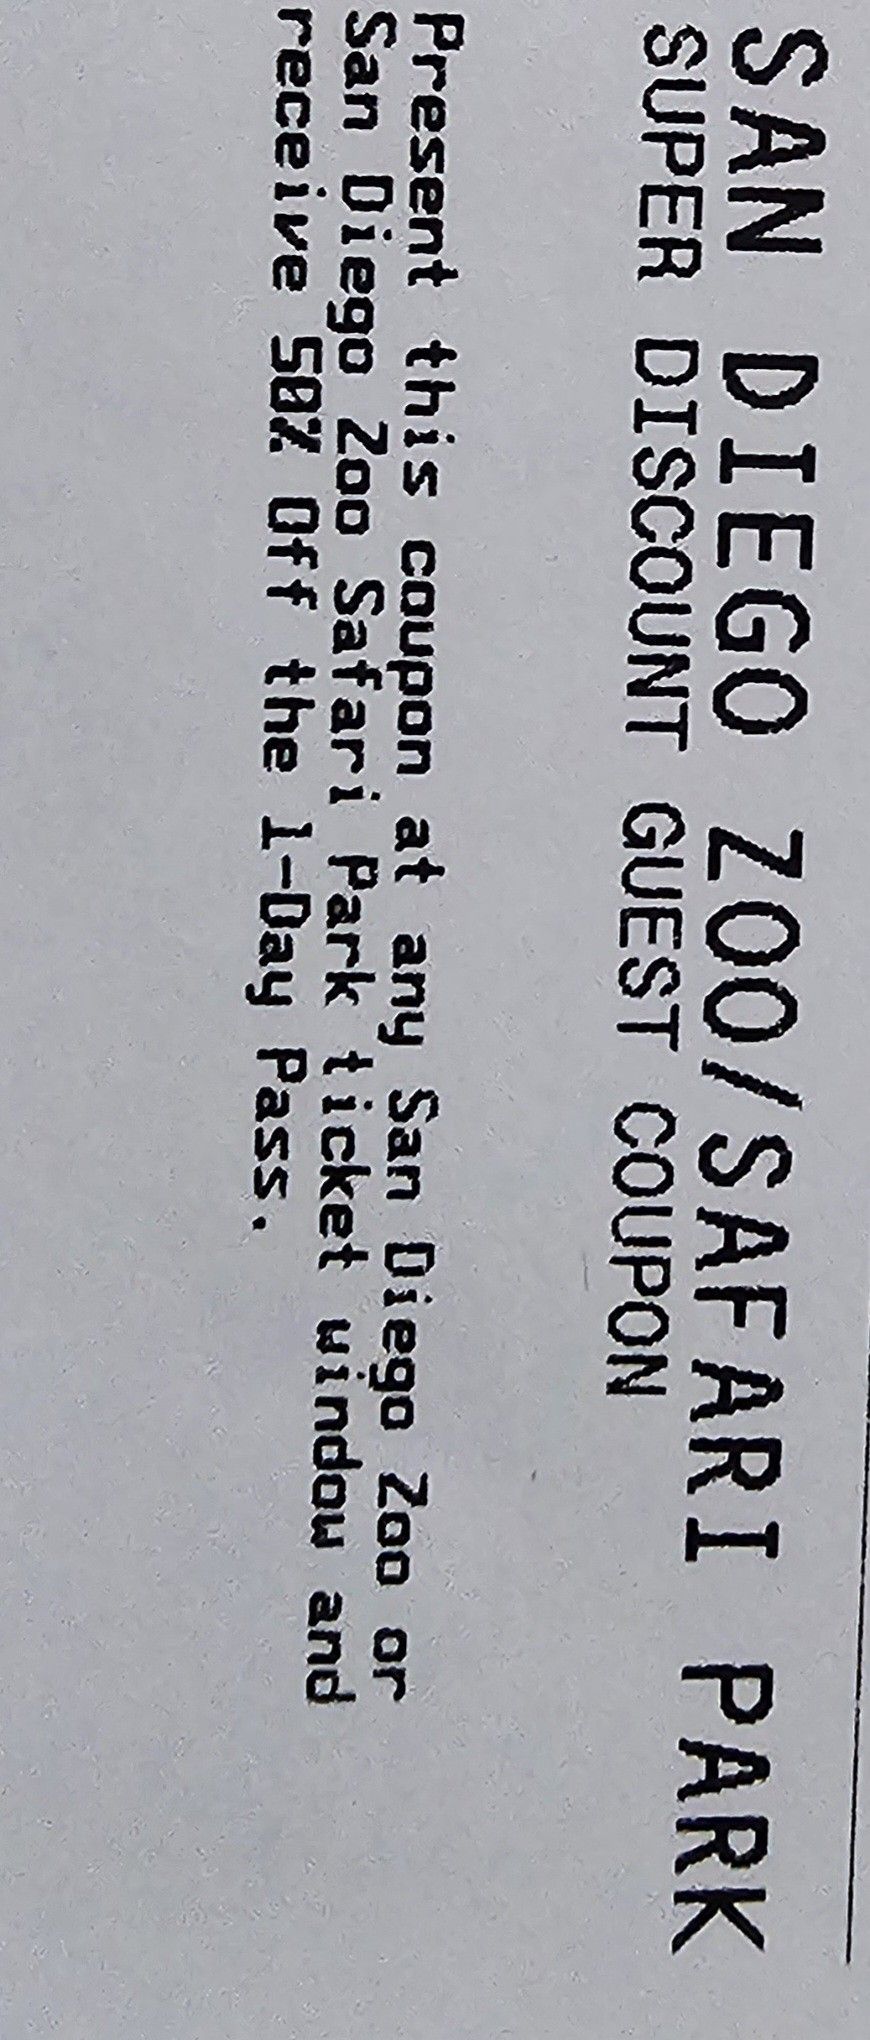 SAN DIEGO ZOO/SAFARI PARK
SUPER DISCOUNT GUEST COUPON
Present this coupon at any San Diego Zoo or
San Diego Zoo Safari Park ticket window and
receive 50% Off the 1-Day Pass.